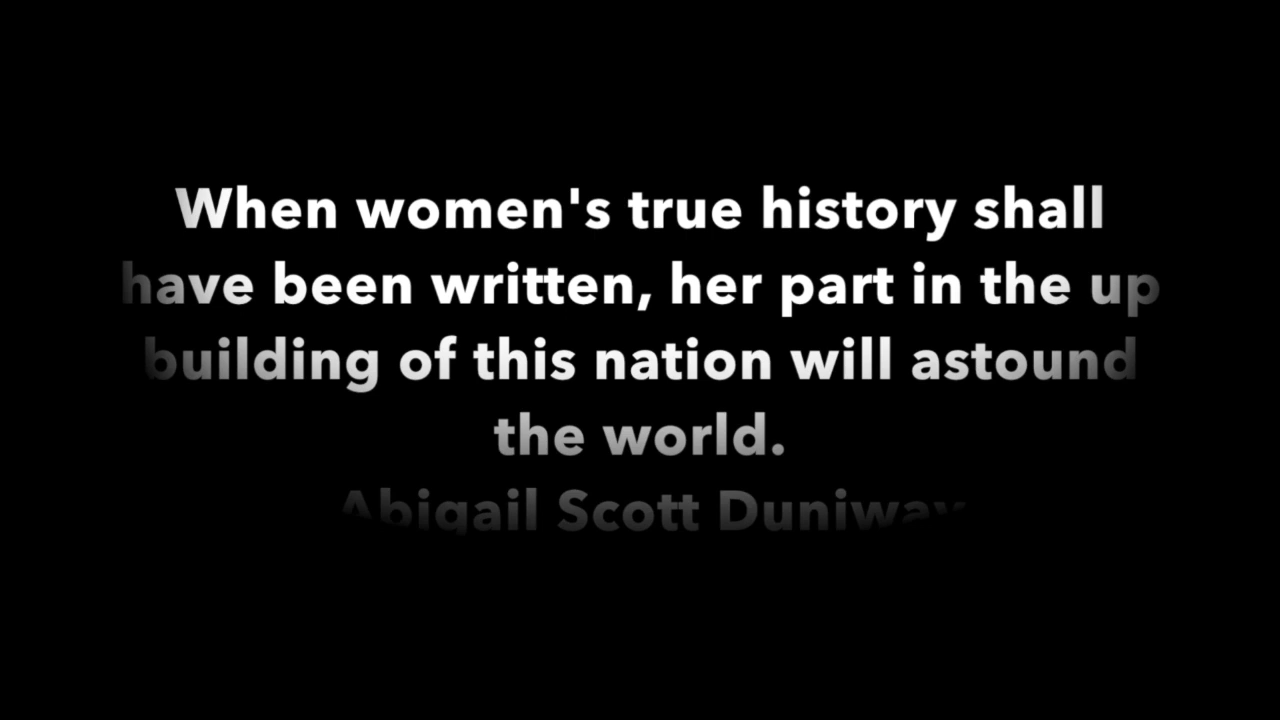 When women's true history shall
have been written, her part in the up
building of this nation will astound
the world.
Abigail Scott Duniway